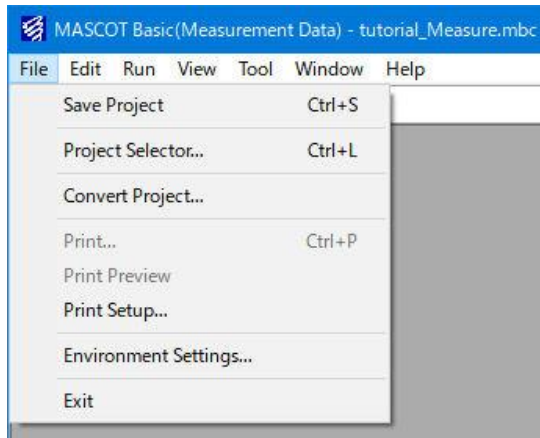 MASCOT Basic(Measurement Data) - tutorial_Measure.mbc
File Edit Run View Tool Window Help
Save Project Ctrl+S
Project Selector... Ctrl+L
Convert Project...
Print... Ctrl+P
Print Preview
Print Setup...
Environment Settings...
Exit